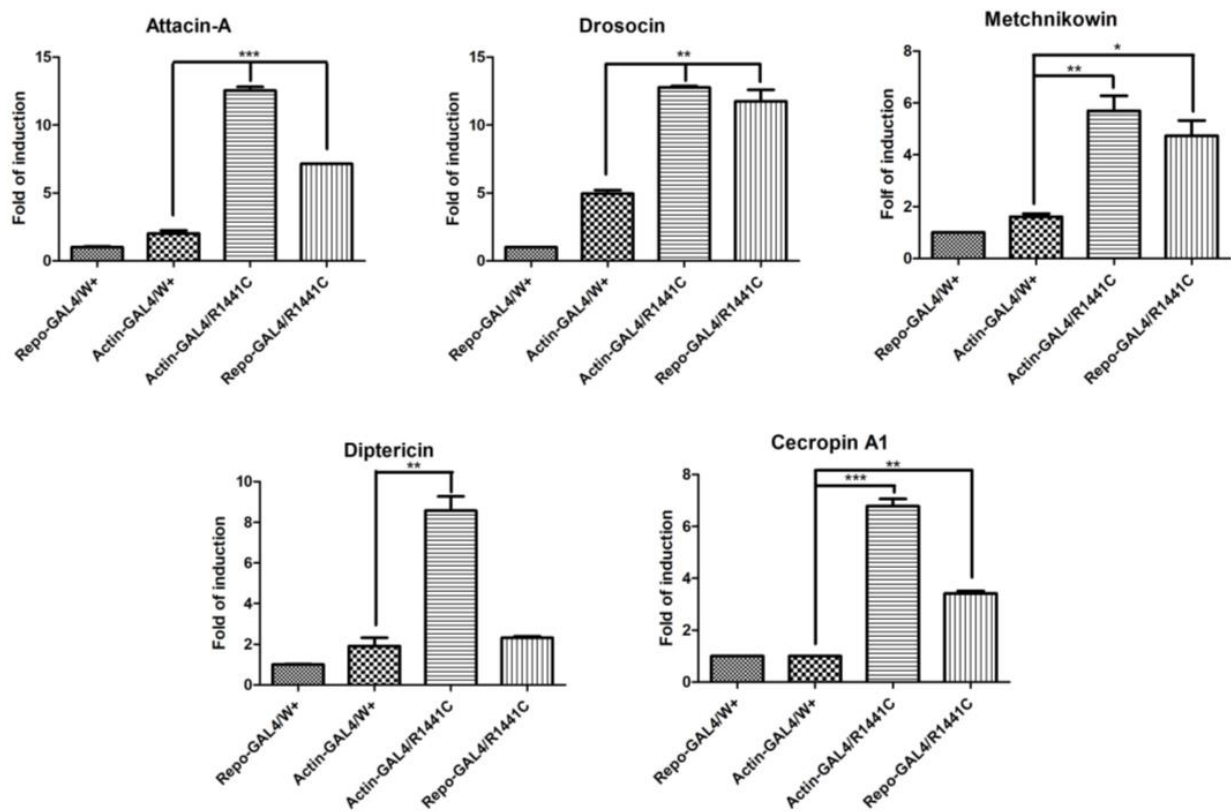 Attacin-A
***
Fold of induction
15
10
5
0
Repo-GAL4/W+
Actin-GAL4/W+
Actin-GAL4/R1441C
Repo-GAL4/R1441C
Drosocin
**
Fold of induction
15
10
5
0
Repo-GAL4/W+
Actin-GAL4/W+
Actin-GAL4/R1441C
Repo-GAL4/R1441C
Metchnikowin
*
**
Folf of induction
8
6
4
2
0
Repo-GAL4/W+
Actin-GAL4/W+
Actin-GAL4/R1441C
Repo-GAL4/R1441C
Diptericin
**
Fold of induction
10
8
6
4
2
0
Repo-GAL4/W+
Actin-GAL4/W+
Actin-GAL4/R1441C
Repo-GAL4/R1441C
Cecropin A1
**
***
Fold of induction
8
6
4
2
0
Repo-GAL4/W+
Actin-GAL4/W+
Actin-GAL4/R1441C
Repo-GAL4/R1441C